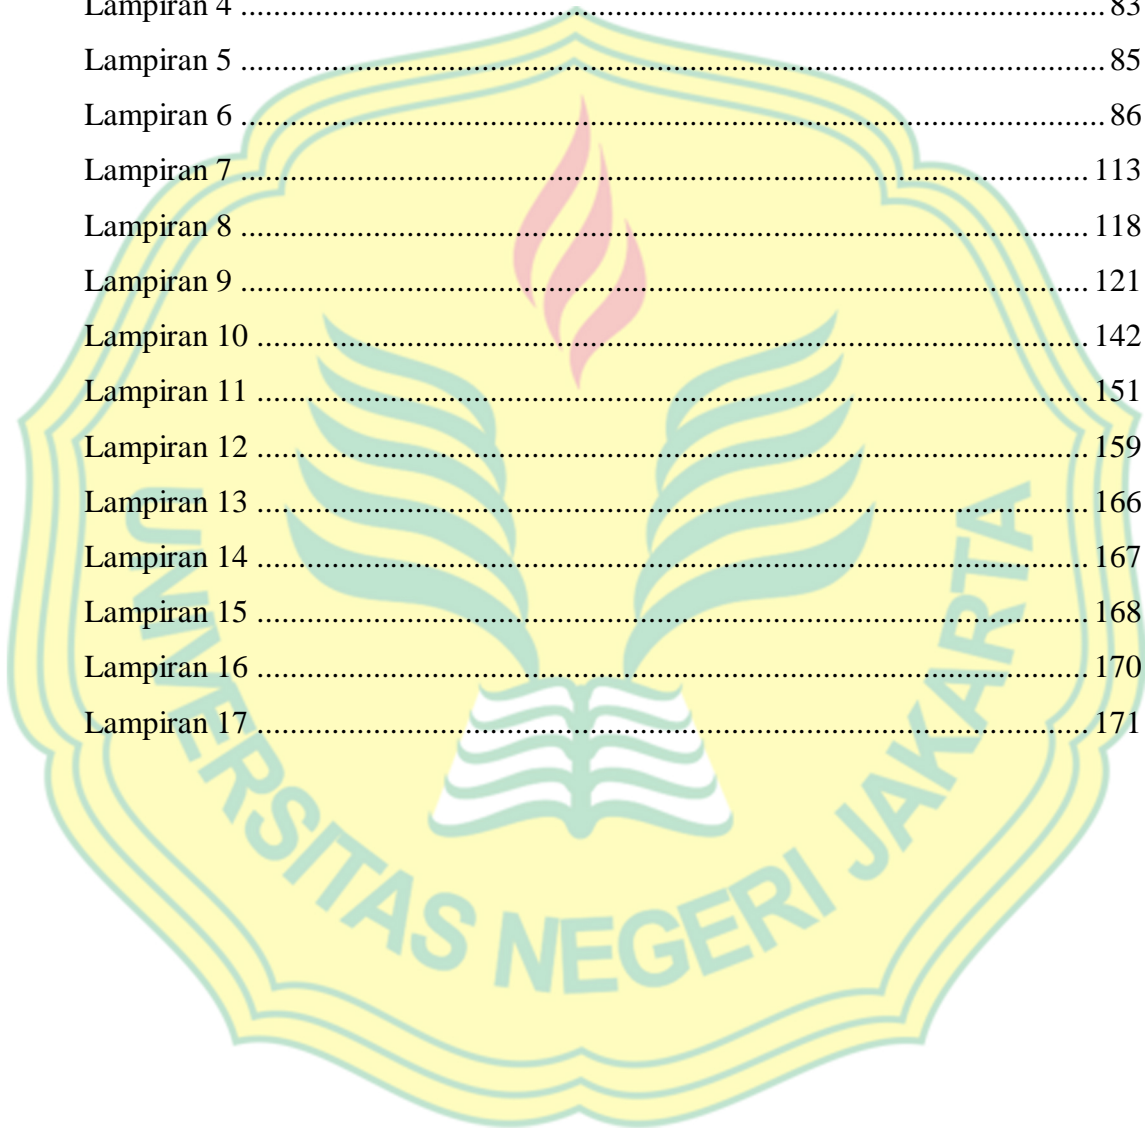 Lampiran 4 ........................................................................................................ 83
Lampiran 5 ........................................................................................................ 85
Lampiran 6 ........................................................................................................ 86
Lampiran 7 ...................................................................................................... 113
Lampiran 8 ...................................................................................................... 118
Lampiran 9 ...................................................................................................... 121
Lampiran 10 .................................................................................................... 142
Lampiran 11 .................................................................................................... 151
Lampiran 12 .................................................................................................... 159
Lampiran 13 .................................................................................................... 166
Lampiran 14 .................................................................................................... 167
Lampiran 15 .................................................................................................... 168
Lampiran 16 .................................................................................................... 170
Lampiran 17 .................................................................................................... 171
UNIVERSITAS NEGERI JAKARTA